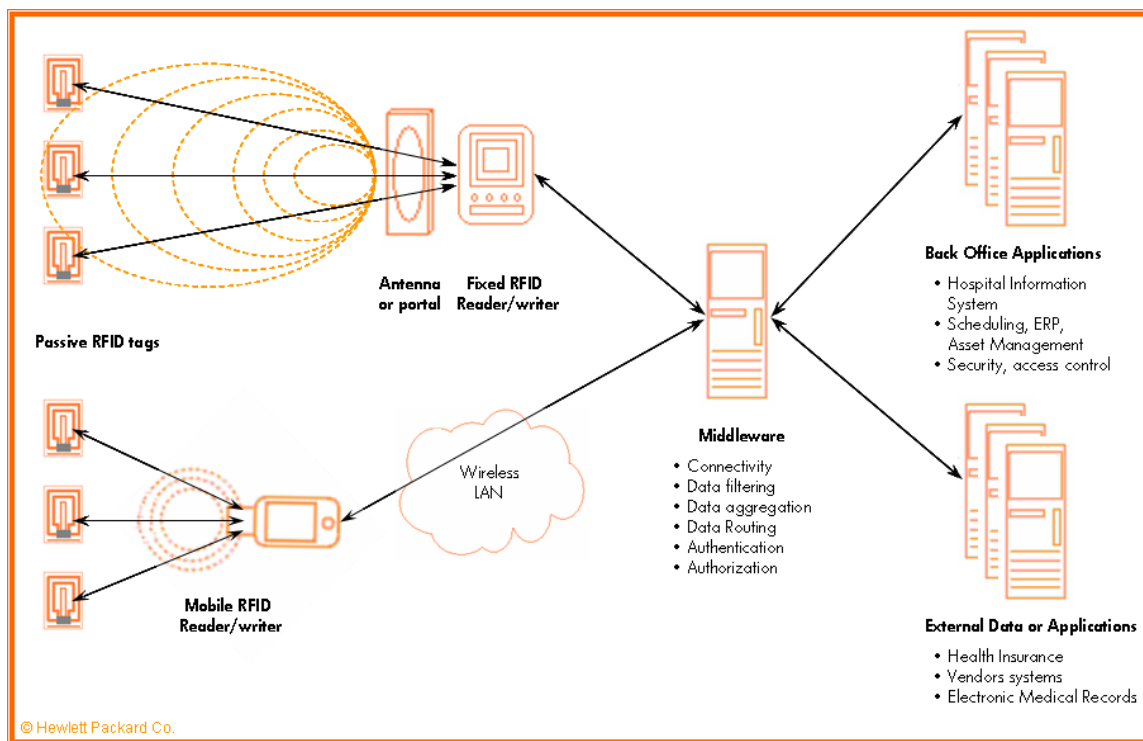 Antenna
or portal
Fixed RFID
Reader/writer
Passive RFID tags
Wireless
LAN
Mobile RFID
Reader/writer
Middleware
• Connectivity
• Data filtering
• Data aggregation
• Data Routing
• Authentication
• Authorization
Back Office Applications
• Hospital Information
System
• Scheduling, ERP,
Asset Management
• Security, access control
External Data or Applications
• Health Insurance
• Vendors systems
• Electronic Medical Records
© Hewlett Packard Co.